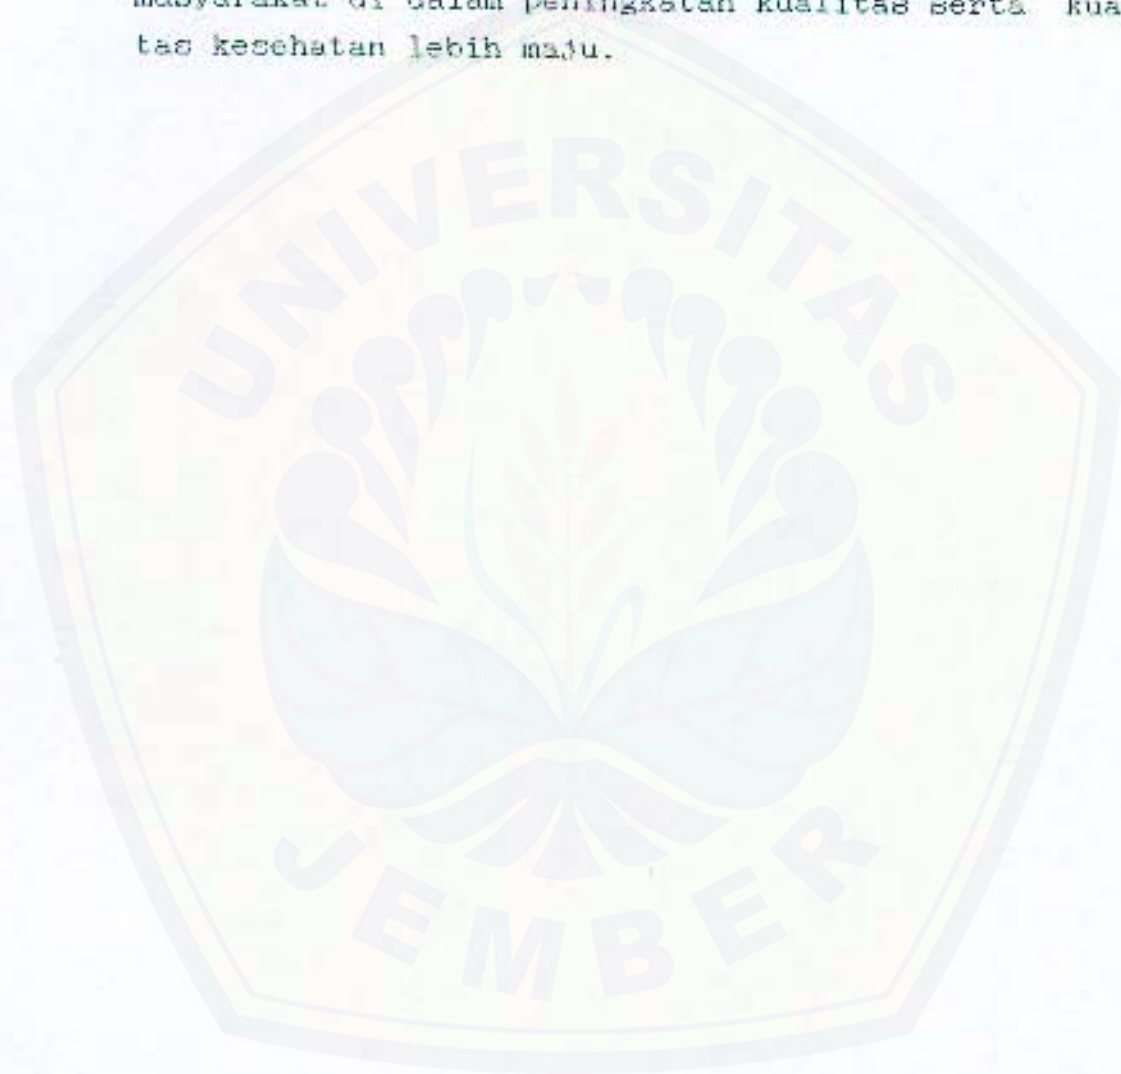 masyarakat di dalam peningkatan kualitas serta kua
tas kesehatan lebih maju.
UNIVERSITAS
JEMBER